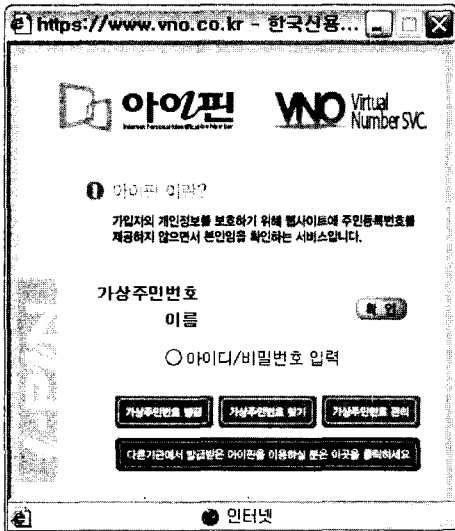 https://www.vno.co.kr - 한국신용...
아이핀
Internet Personal Identification Number
VNO Virtual Number SVC.
아이핀 이란?
가입자의 개인정보를 보호하기 위해 웹사이트에 주민등록번호를
제공하지 않으면서 본인임을 확인하는 서비스입니다.
가상주민번호
이름
확인
아이디/비밀번호 입력
가상주민번호 발급 가상주민번호 찾기 가상주민번호 관리
다른기관에서 발급받은 아이핀을 이용하실 분은 이곳을 클릭하세요
인터넷